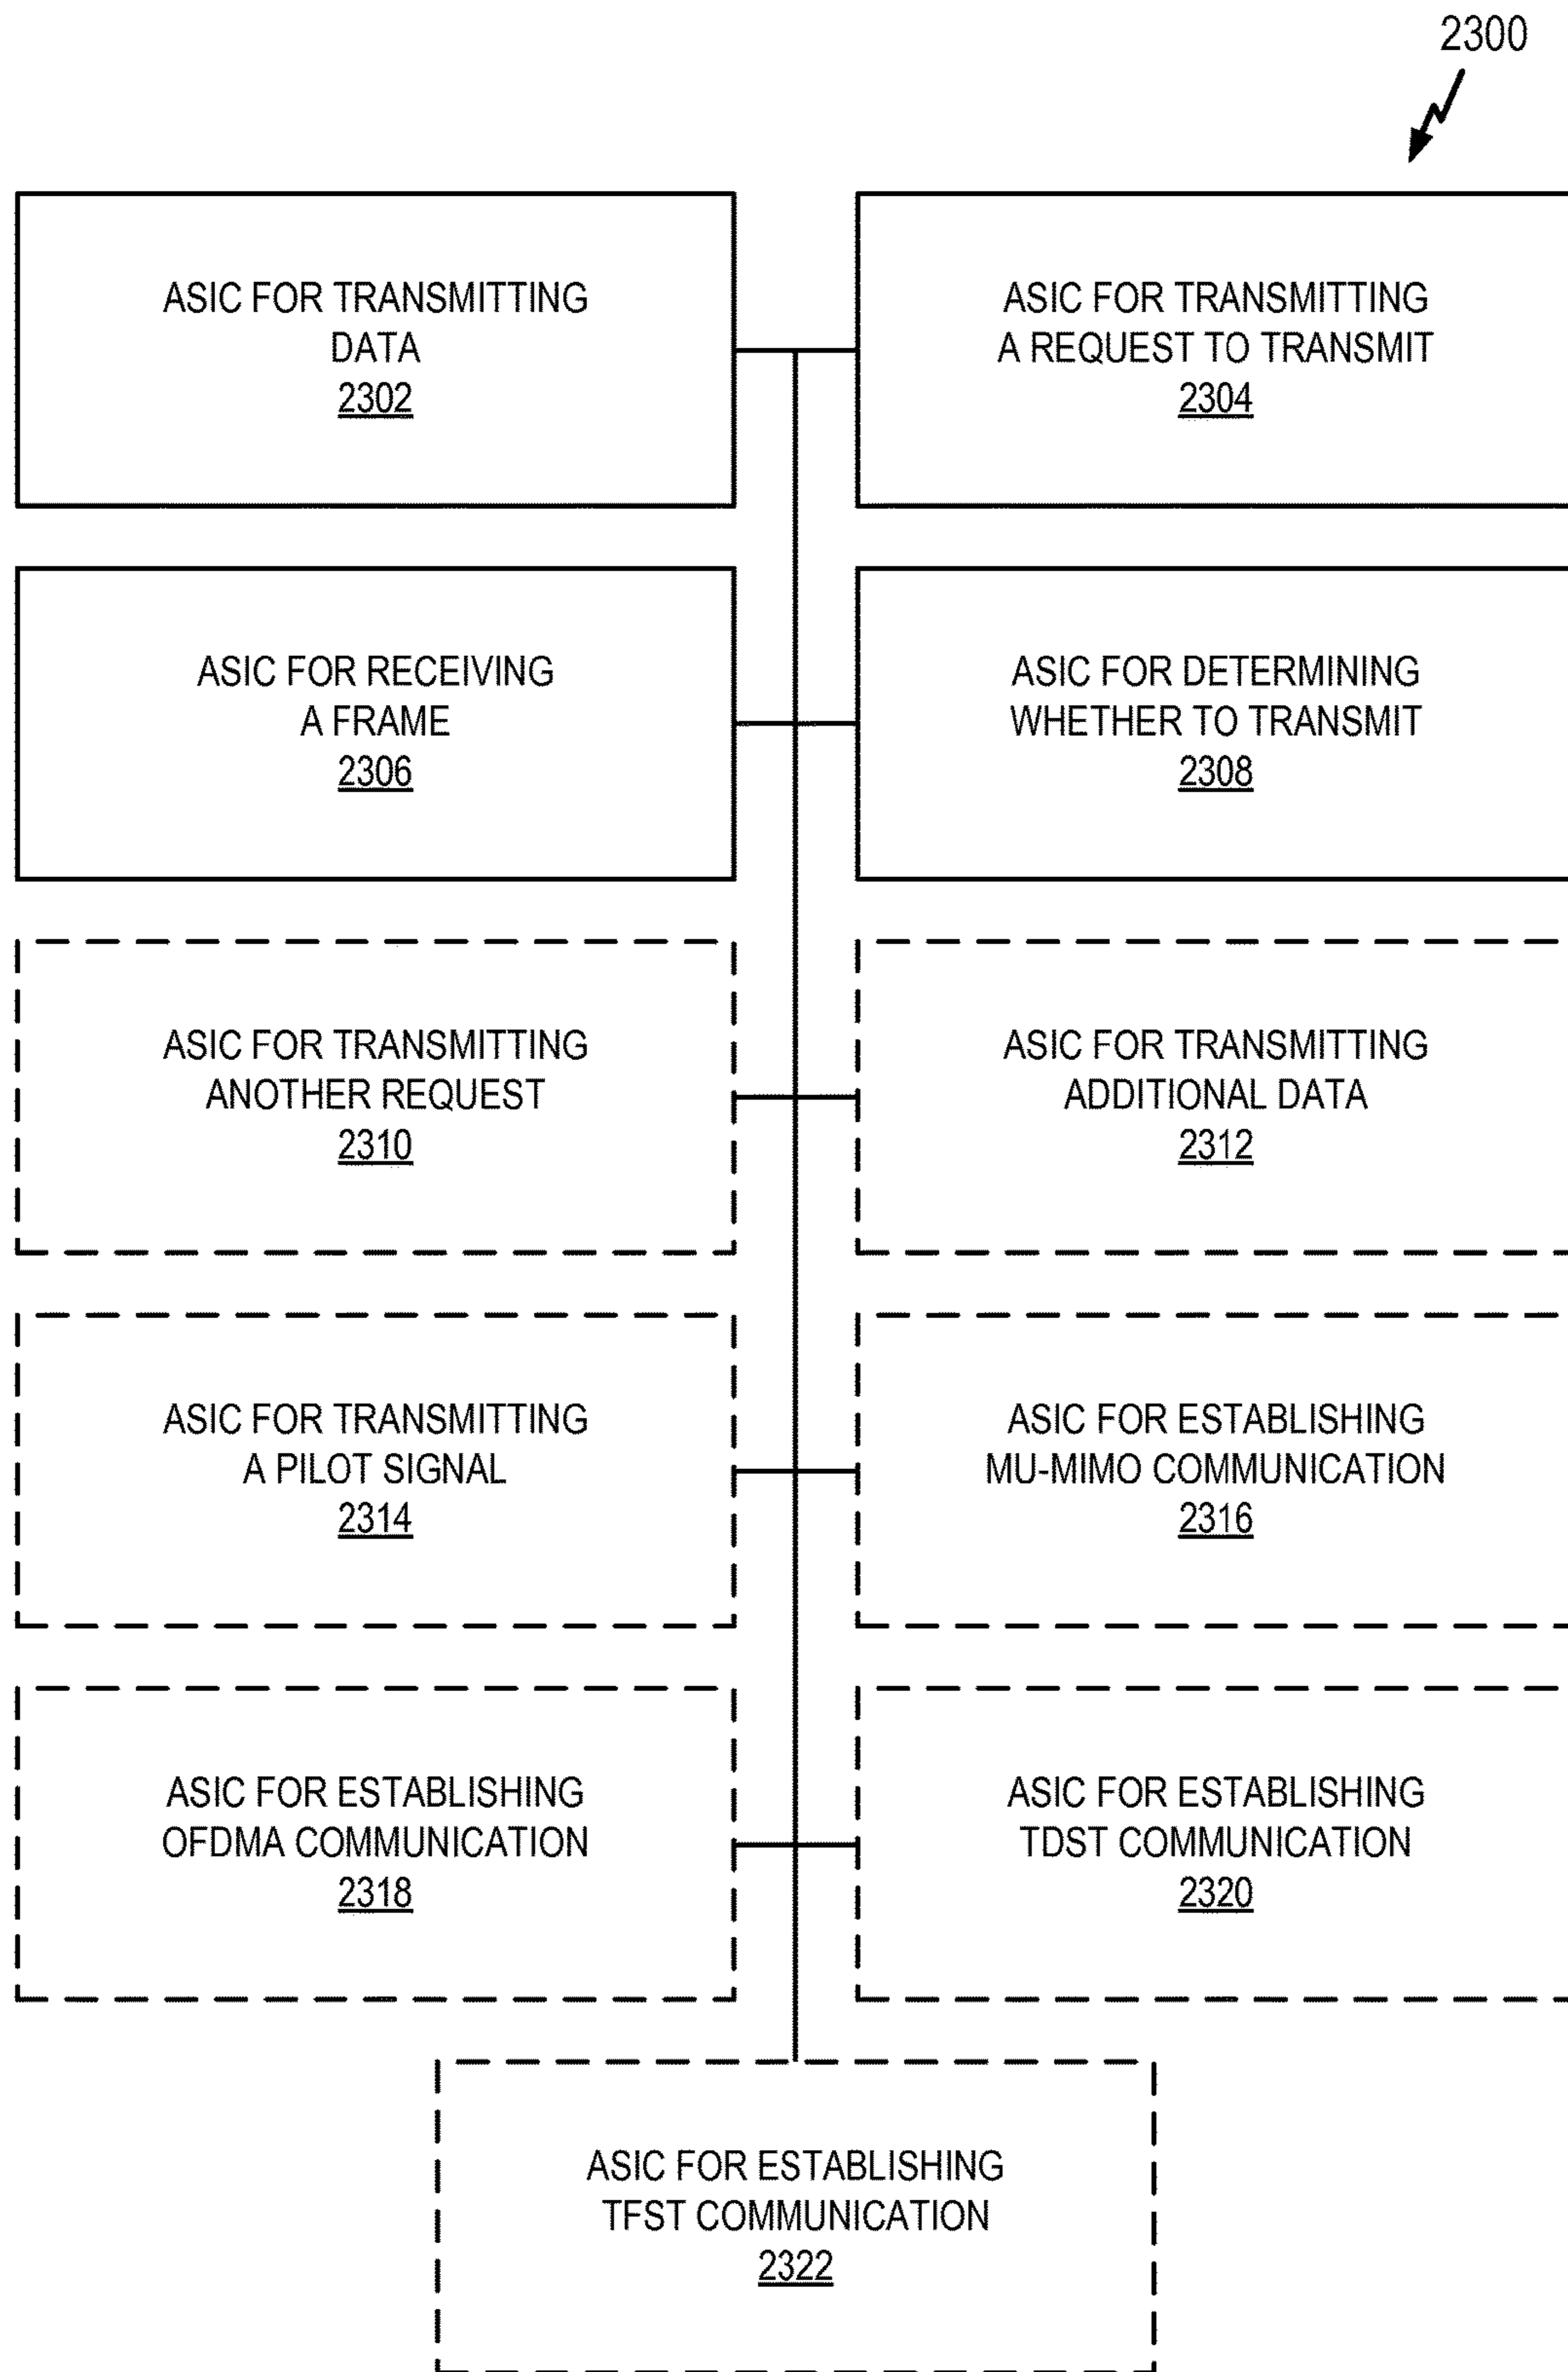 2300
ASIC FOR TRANSMITTING
DATA
2302
ASIC FOR TRANSMITTING
A REQUEST TO TRANSMIT
2304
ASIC FOR RECEIVING
A FRAME
2306
ASIC FOR DETERMINING
WHETHER TO TRANSMIT
2308
ASIC FOR TRANSMITTING
ANOTHER REQUEST
2310
ASIC FOR TRANSMITTING
ADDITIONAL DATA
2312
ASIC FOR TRANSMITTING
A PILOT SIGNAL
2314
ASIC FOR ESTABLISHING
MU-MIMO COMMUNICATION
2316
ASIC FOR ESTABLISHING
OFDMA COMMUNICATION
2318
ASIC FOR ESTABLISHING
TDST COMMUNICATION
2320
ASIC FOR ESTABLISHING
TFST COMMUNICATION
2322